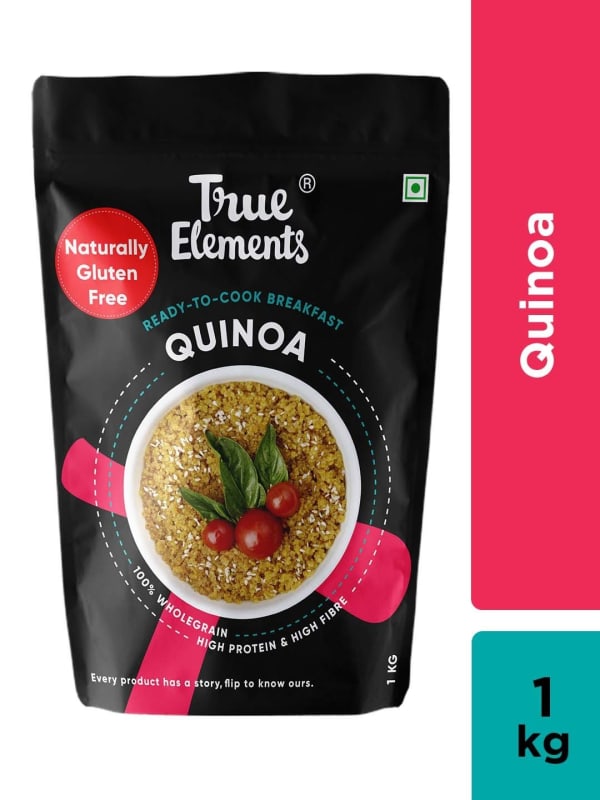 True ®
Elements
Naturally
Gluten
Free
READY-TO-COOK BREAKFAST
QUINOA
100% WHOLEGRAIN
HIGH PROTEIN & HIGH FIBRE
Every product has a story, flip to know ours.
1 KG
Quinoa
1
kg